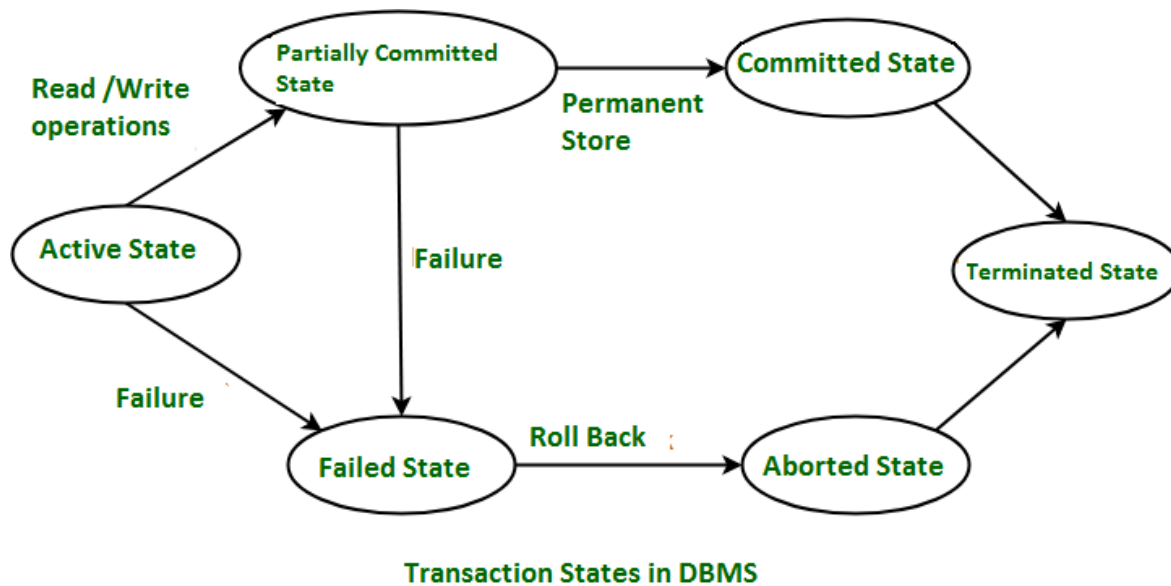 Partially Committed
State
Committed State
Read /Write
operations
Permanent
Store
Active State
Failure
Terminated State
Failure
Roll Back
Failed State
Aborted State
Transaction States in DBMS